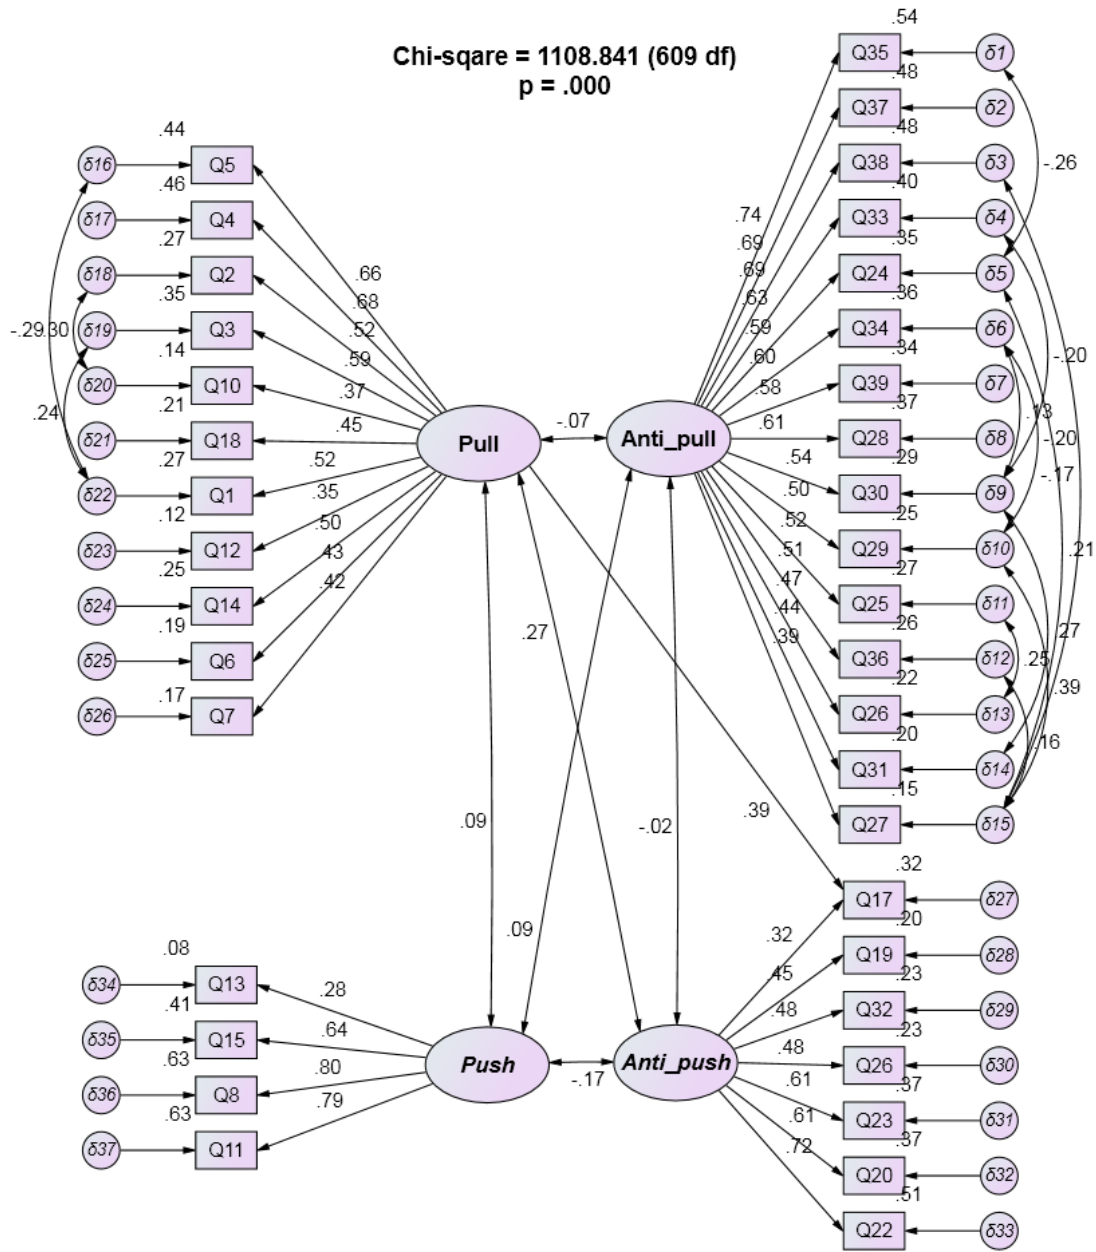 Chi-sqare = 1108.841 (609 df)
p = .000
.44
δ16 Q5
.46
δ17 Q4
.27
δ18 Q2
.35
δ19 Q3
.14
δ20 Q10
.21
δ21 Q18
.27
δ22 Q1
.12
δ23 Q12
.25
δ24 Q14
.19
δ25 Q6
.17
δ26 Q7
-.29
.30
.24
.66
.68
.52
.59
.37
.45
.52
.35
.50
.43
.42
Pull
-.07
Anti_pull
.74
.69
.69
.63
.59
.60
.58
.61
.54
.50
.52
.51
.47
.44
.39
.54
Q35 δ1
.48
Q37 δ2
.48
Q38 δ3
.40
Q33 δ4
.35
Q24 δ5
.36
Q34 δ6
.34
Q39 δ7
.37
Q28 δ8
.29
Q30 δ9
.25
Q29 δ10
.27
Q25 δ11
.26
Q36 δ12
.22
Q26 δ13
.20
Q31 δ14
.15
Q27 δ15
-.26
-.20
.13
-.20
-.17
.21
.27
.25
.39
.16
.27
.09
-.02
.39
.09
.08
δ34 Q13
.41
δ35 Q15
.63
δ36 Q8
.63
δ37 Q11
.28
.64
.80
.79
Push
-.17
Anti_push
.32
.45
.48
.48
.61
.61
.72
.32
Q17 δ27
.20
Q19 δ28
.23
Q32 δ29
.23
Q26 δ30
.37
Q23 δ31
.37
Q20 δ32
.51
Q22 δ33